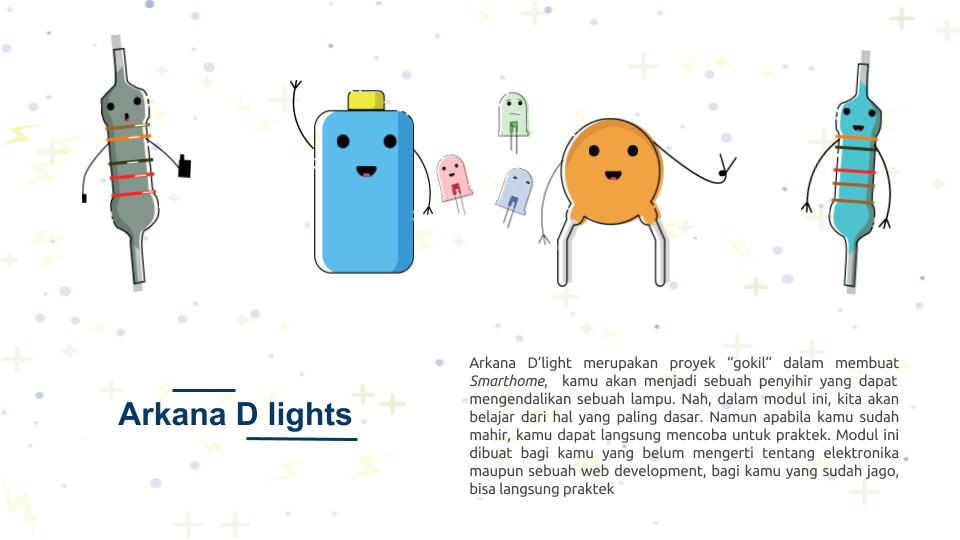 Arkana D lights
Arkana D’light merupakan proyek “gokil” dalam membuat
Smarthome, kamu akan menjadi sebuah penyihir yang dapat
mengendalikan sebuah lampu. Nah, dalam modul ini, kita akan
belajar dari hal yang paling dasar. Namun apabila kamu sudah
mahir, kamu dapat langsung mencoba untuk praktek. Modul ini
dibuat bagi kamu yang belum mengerti tentang elektronika
maupun sebuah web development, bagi kamu yang sudah jago,
bisa langsung praktek